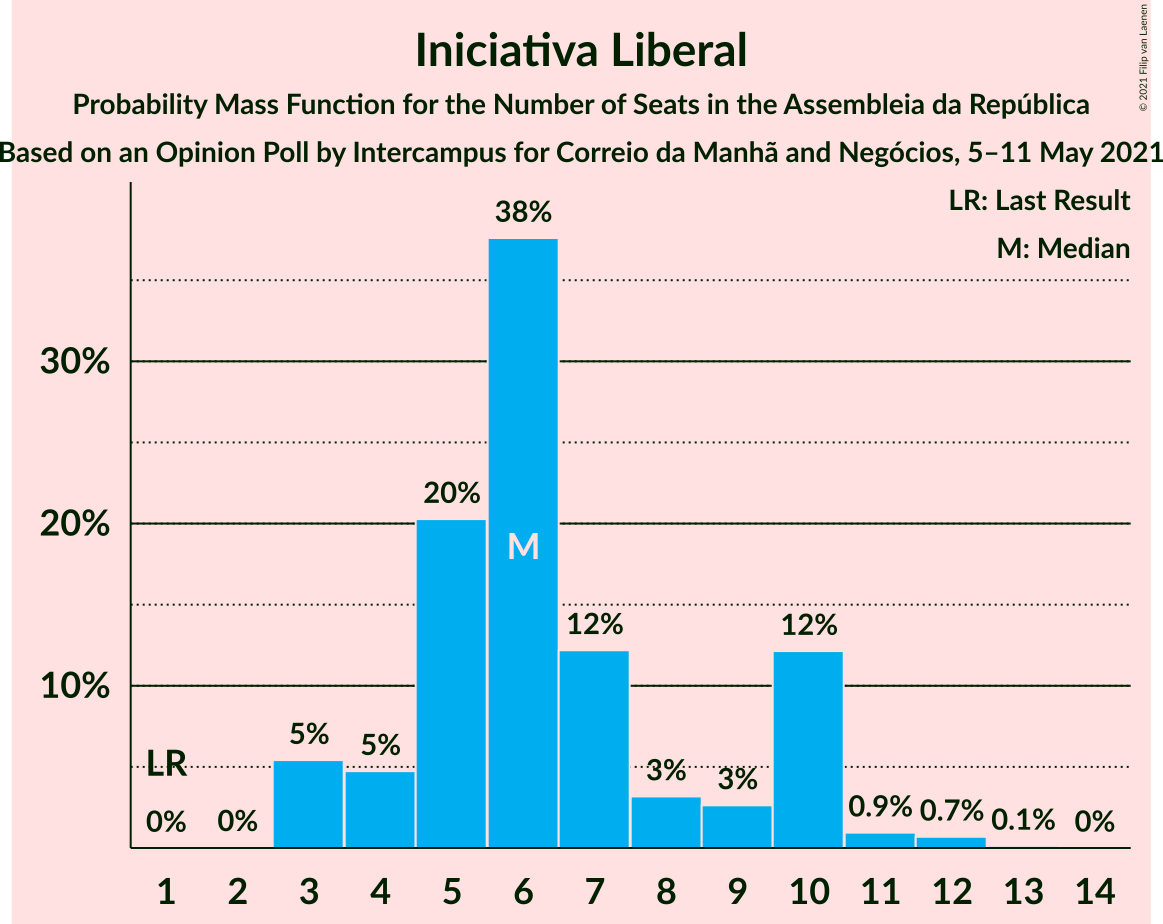 Iniciativa Liberal
Probability Mass Function for the Number of Seats in the Assembleia da República
Based on an Opinion Poll by Intercampus for Correio da Manhã and Negócios, 5–11 May 2021
© 2021 Filip van Laenen
LR: Last Result
M: Median
38%
30%
20%
20%
M
12%
12%
10%
5%
5%
LR
3%
3%
0.9%
0.7%
0.1%
0%
0%
0%
1 2 3 4 5 6 7 8 9 10 11 12 13 14